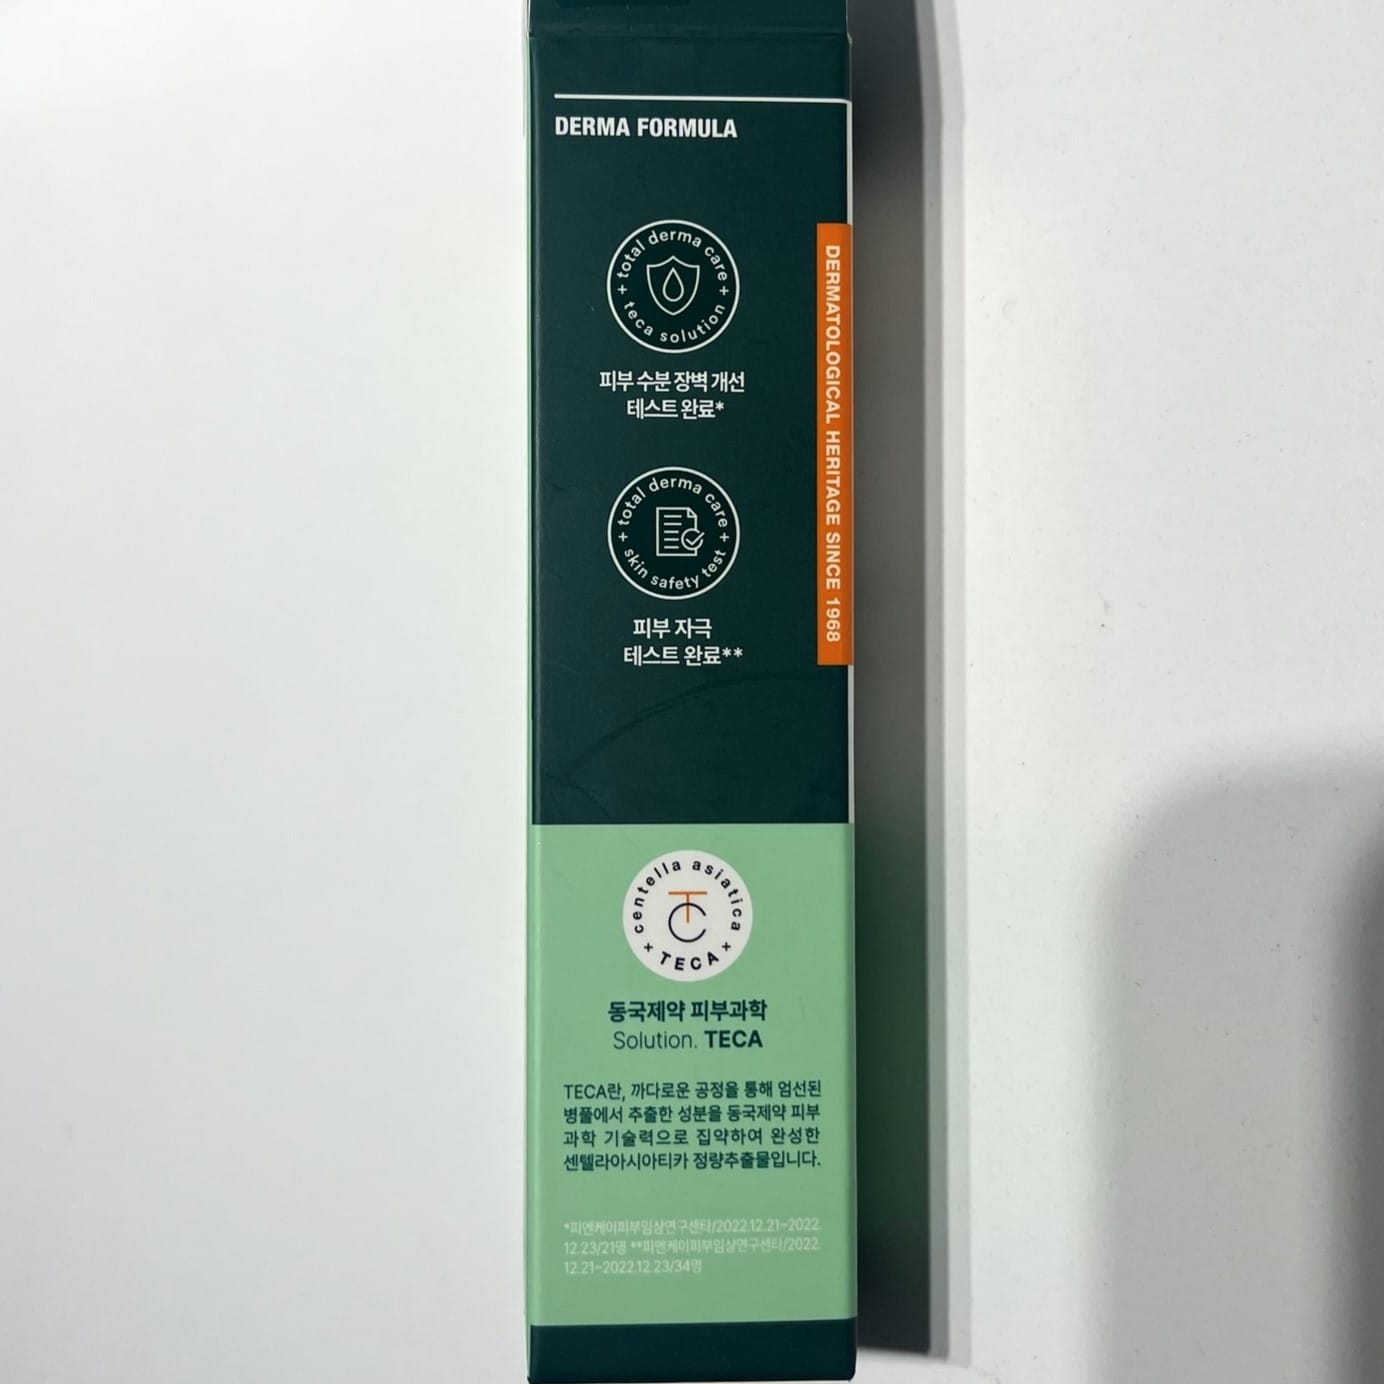 DERMA FORMULA
+ total derma care +
teca solution
피부 수분 장벽 개선
테스트 완료*
+ total derma care +
skin safety test
피부 자극
테스트 완료**
DERMATOLOGICAL HERITAGE SINCE 1968
centella asiatica
TC
+ TECA +
동국제약 피부과학
Solution. TECA
TECA란, 까다로운 공정을 통해 엄선된
병풀에서 추출한 성분을 동국제약 피부
과학 기술력으로 집약하여 완성한
센텔라아시아티카 정량추출물입니다.
*피엔케이피부임상연구센타/2022.12.21~2022.
12.23/21명 **피엔케이피부임상연구센타/2022.
12.21~2022.12.23/34명